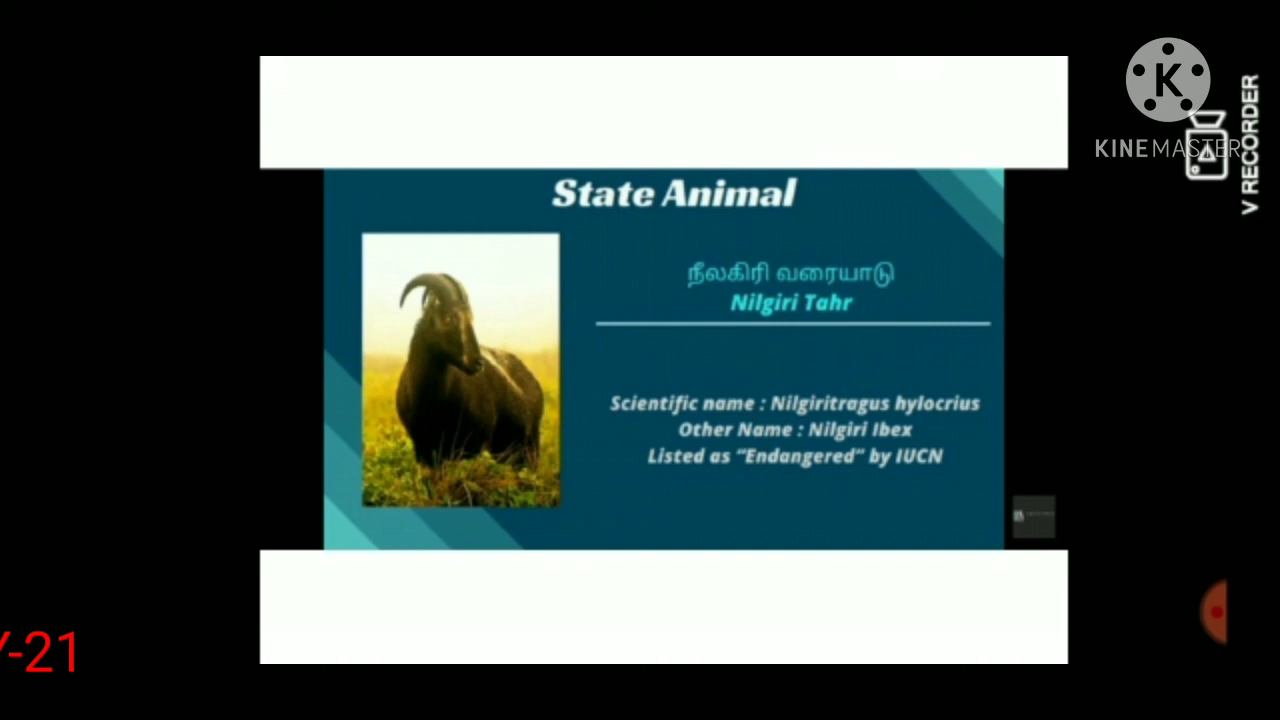 State Animal
நீலகிரி வரையாடு
Nilgiri Tahr
Scientific name : Nilgiritragus hylocrius
Other Name : Nilgiri Ibex
Listed as “Endangered” by IUCN
K
KINEMASTER
V RECORDER
-21